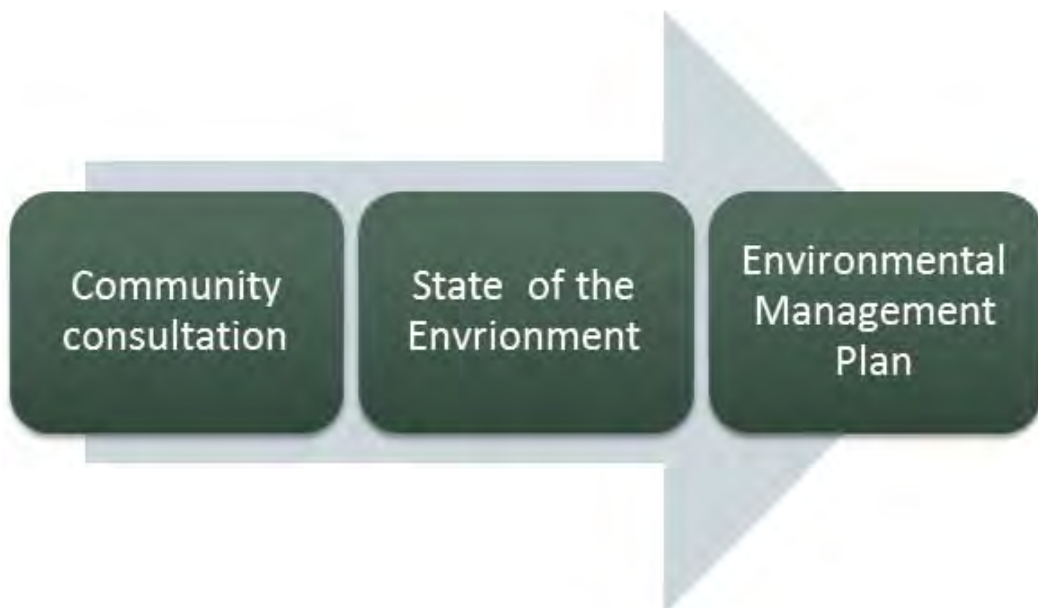 Community
consultation
State  of the
Envrionment
Environmental
Management
Plan